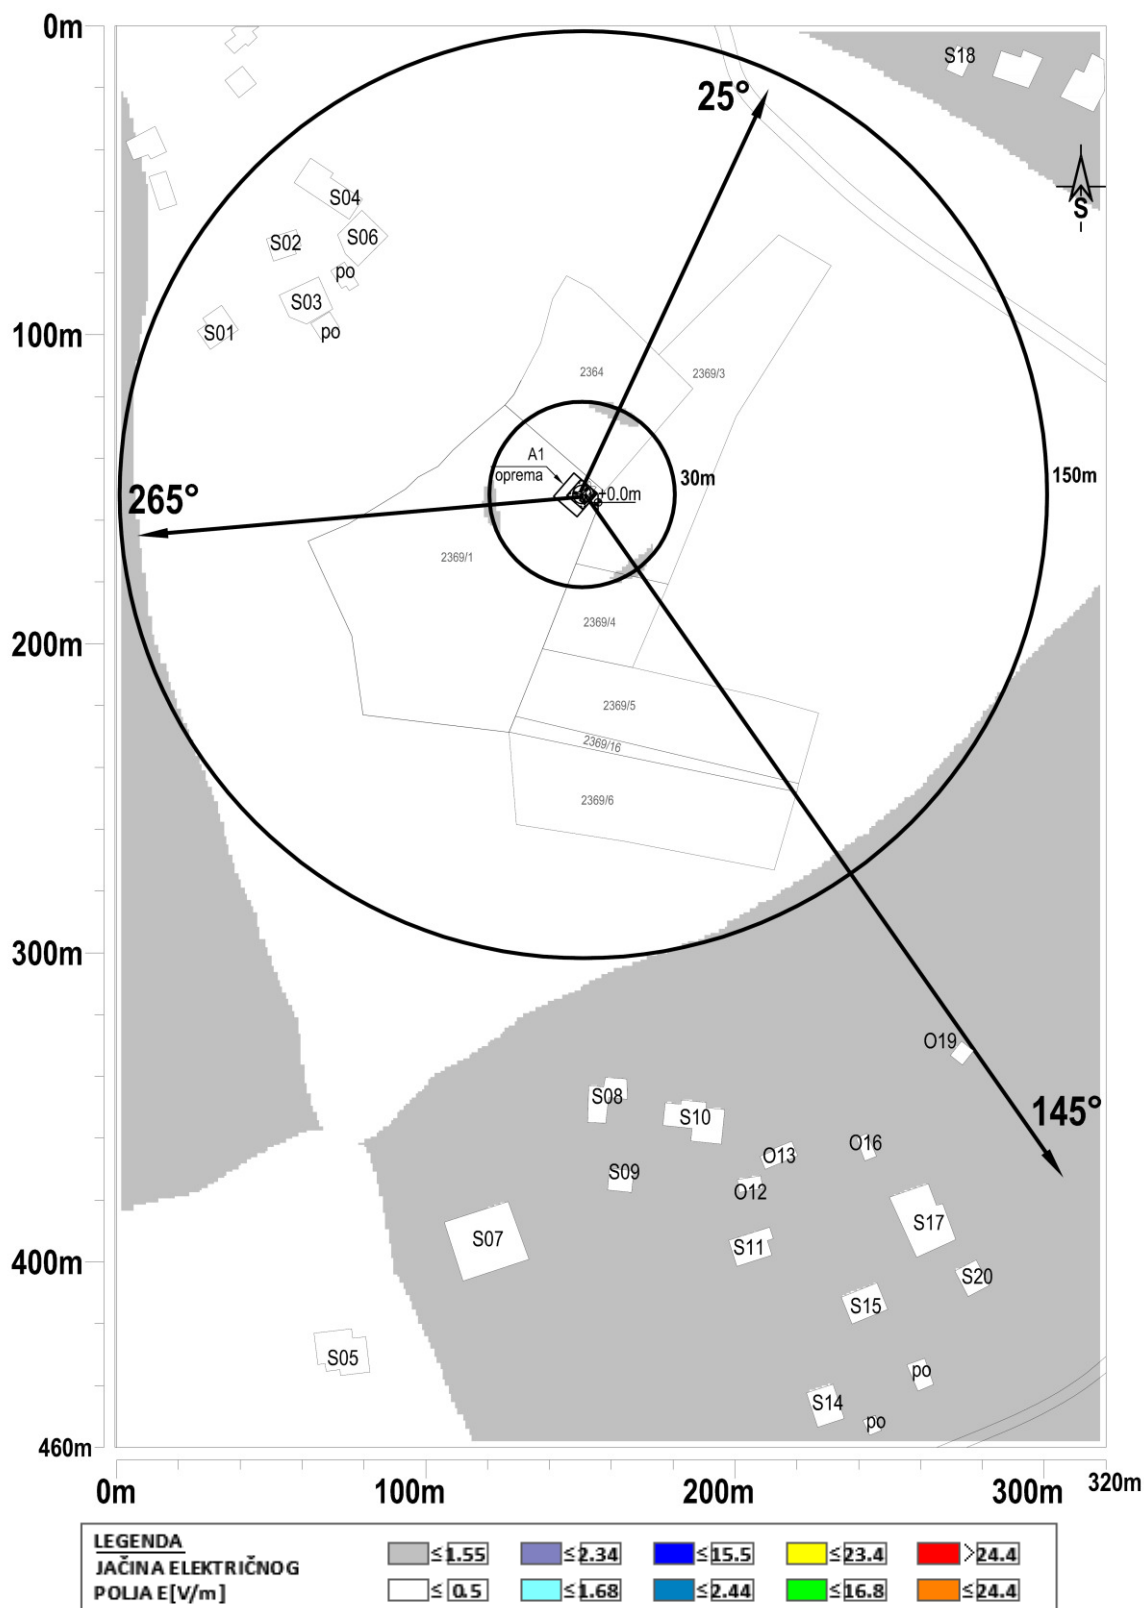 0m
S18
25°
S04
S02
S06
po
S03
S01
po
100m
S
2364
2369/3
A1
oprema
30m
+0.0m
150m
265°
2369/1
2369/4
200m
2369/5
2369/16
2369/6
300m
O19
S08
S10
145°
O13
O16
S09
O12
S07
S11
S17
400m
S20
S15
S05
po
S14
po
460m
0m
100m
200m
300m
320m
LEGENDA
JAČINA ELEKTRIČNOG
POLJA E[V/m]
≤1.55
≤2.34
≤15.5
≤23.4
>24.4
≤ 0.5
≤1.68
≤2.44
≤16.8
≤24.4